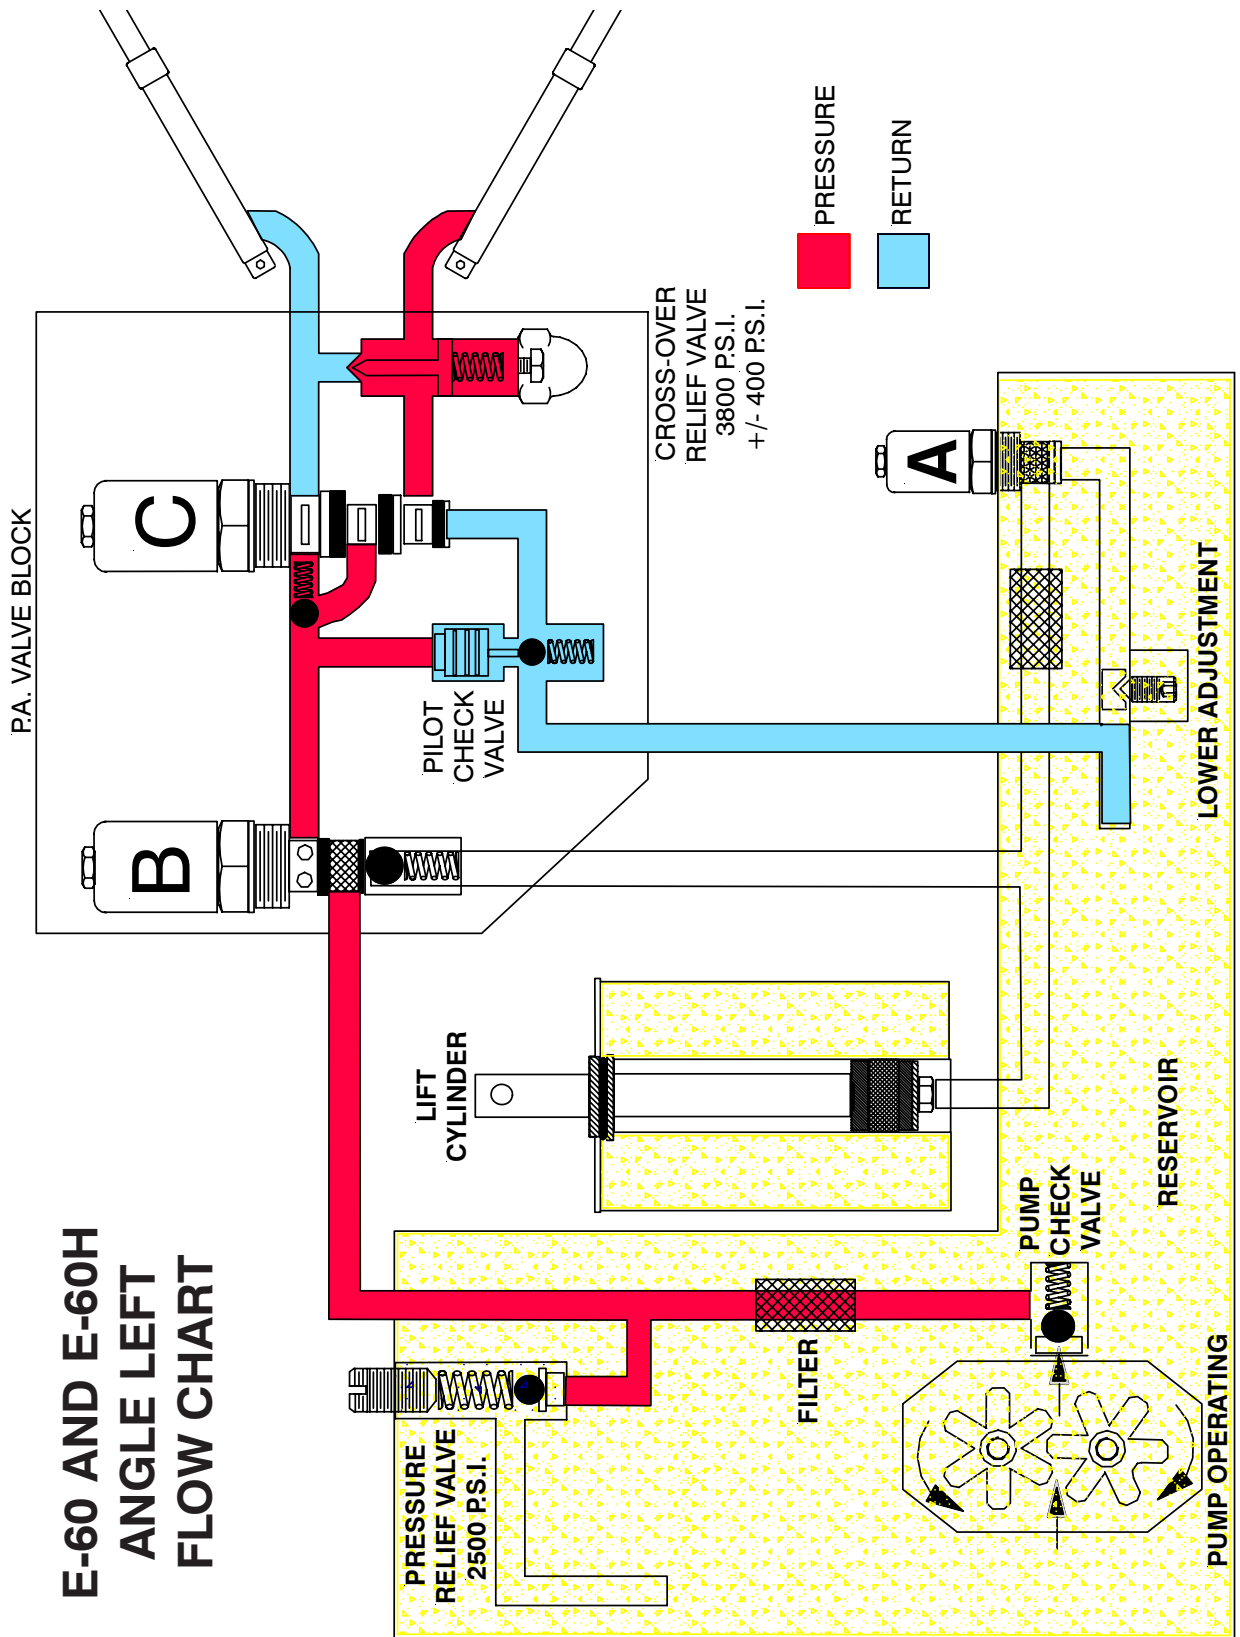 E-60 AND E-60H
ANGLE LEFT
FLOW CHART
P.A. VALVE BLOCK
B
C
PILOT
CHECK
VALVE
CROSS-OVER
RELIEF VALVE
3800 P.S.I.
+/- 400 P.S.I.
PRESSURE
RETURN
A
LIFT
CYLINDER
PRESSURE
RELIEF VALVE
2500 P.S.I.
FILTER
PUMP
CHECK
VALVE
RESERVOIR
LOWER ADJUSTMENT
PUMP OPERATING